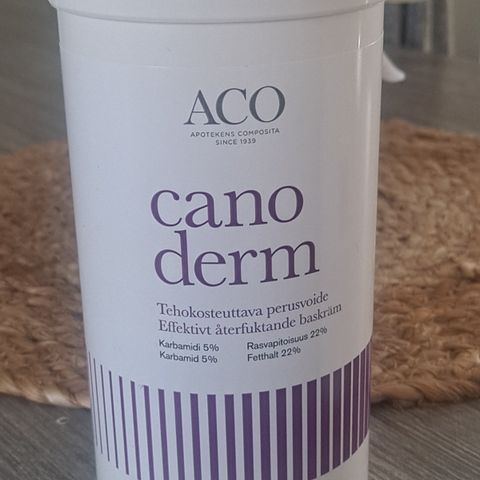 ACO
APOTEKENS COMPOSITA
SINCE 1939
cano
derm
Tehokosteuttava perusvoide
Effektivt återfuktande baskräm
Karbamidi 5% Rasvapitoisuus 22%
Karbamid 5% Fetthalt 22%